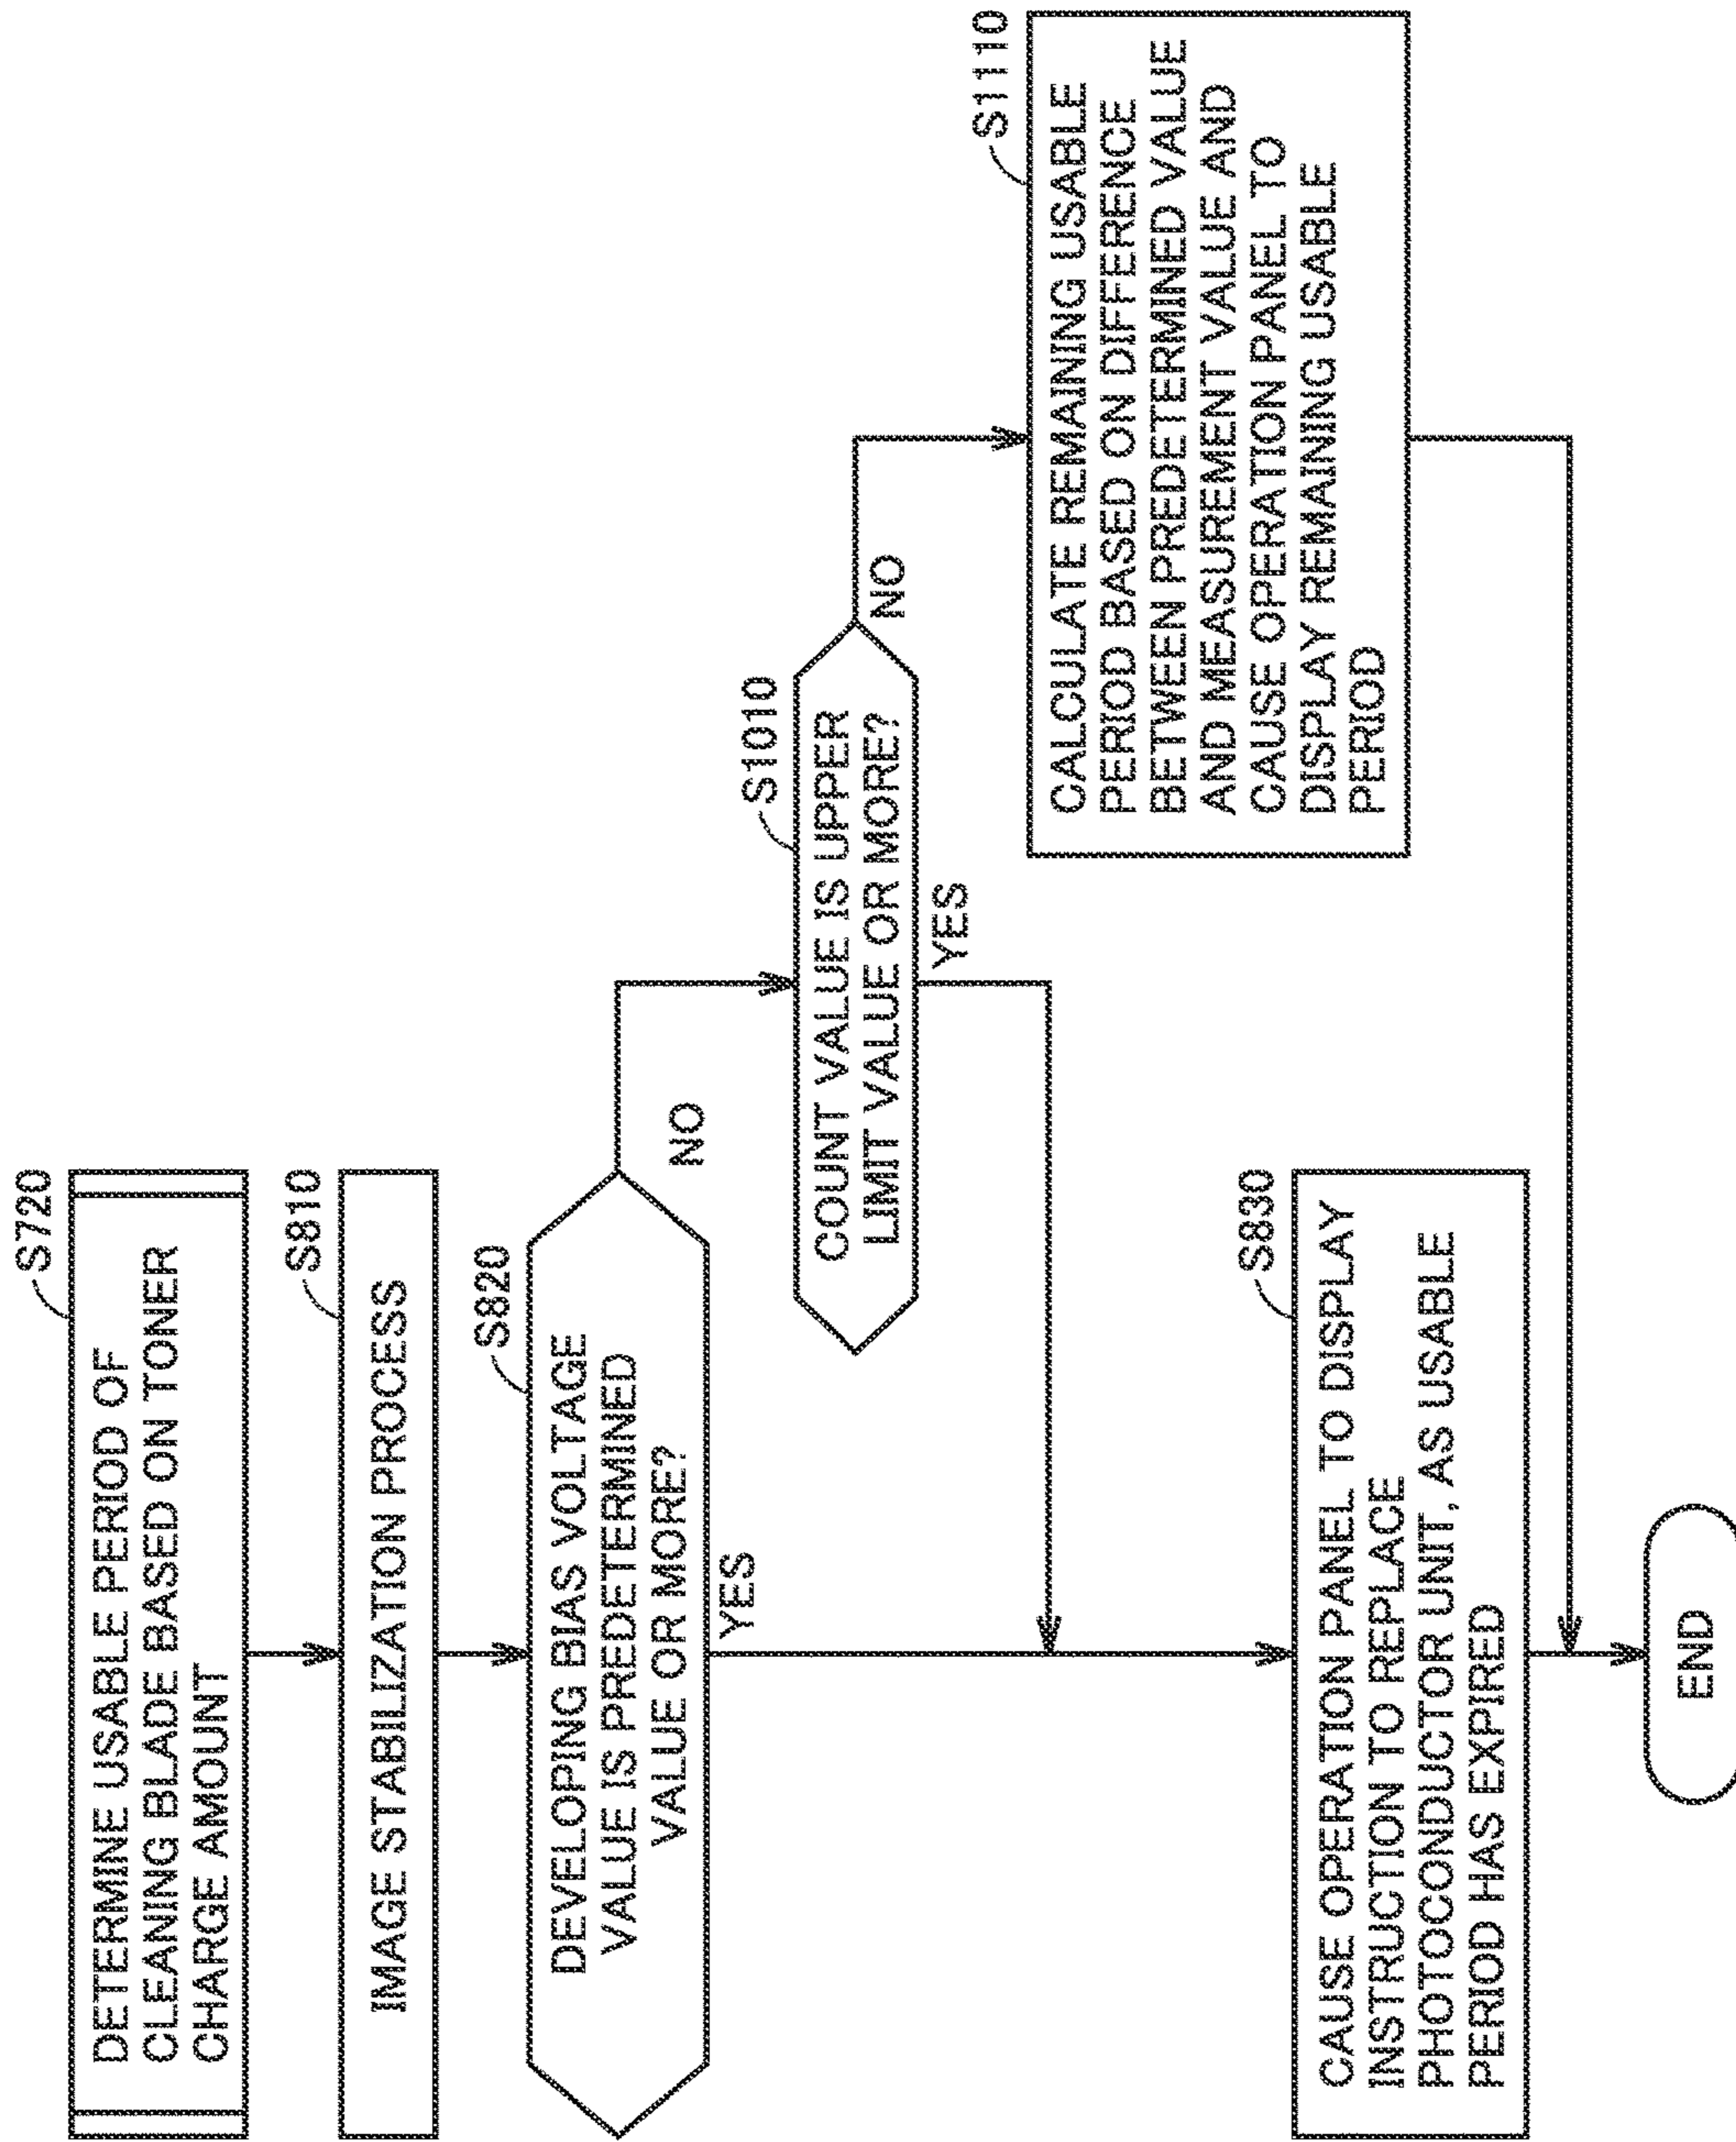 S720
DETERMINE USABLE PERIOD OF
CLEANING BLADE BASED ON TONER
CHARGE AMOUNT
S810
IMAGE STABILIZATION PROCESS
S820
DEVELOPING BIAS VOLTAGE
VALUE IS PREDETERMINED
VALUE OR MORE?
NO
YES
S1010
COUNT VALUE IS UPPER
LIMIT VALUE OR MORE?
NO
YES
S1110
CALCULATE REMAINING USABLE
PERIOD BASED ON DIFFERENCE
BETWEEN PREDETERMINED VALUE
AND MEASUREMENT VALUE AND
CAUSE OPERATION PANEL TO
DISPLAY REMAINING USABLE
PERIOD
S830
CAUSE OPERATION PANEL TO DISPLAY
INSTRUCTION TO REPLACE
PHOTOCONDUCTOR UNIT, AS USABLE
PERIOD HAS EXPIRED
END